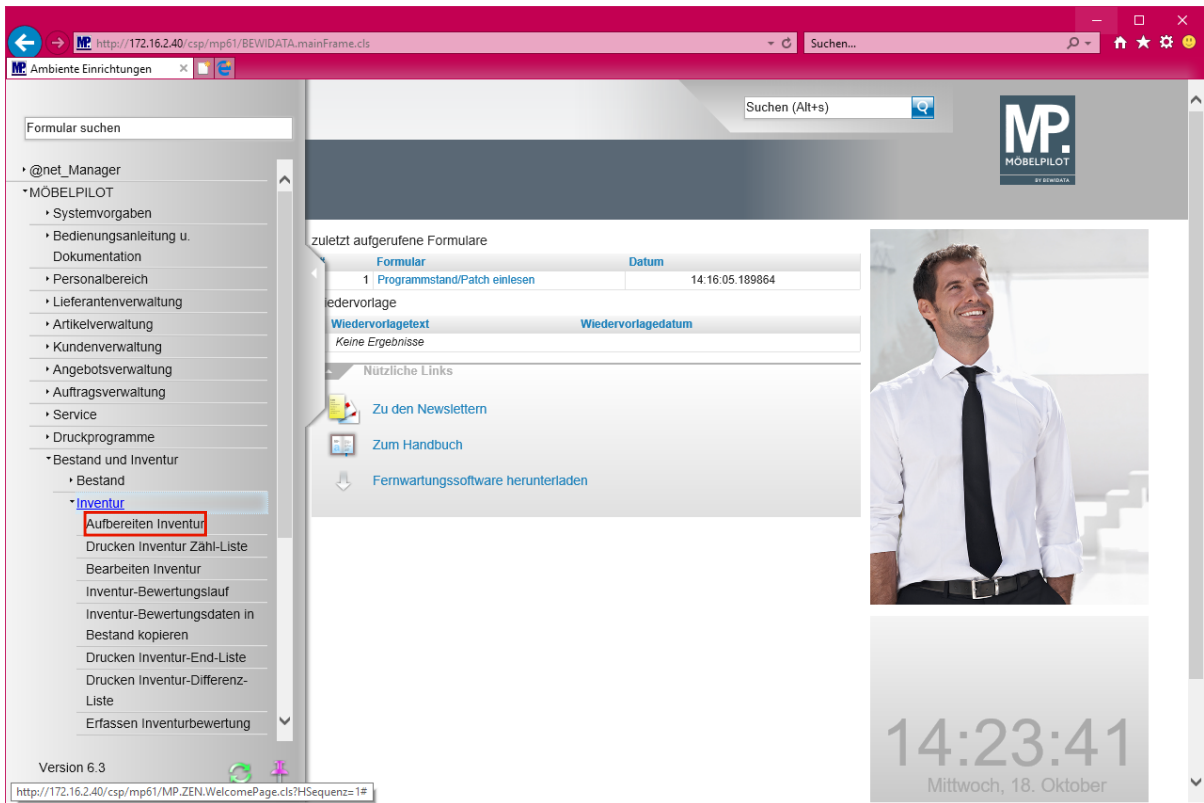 http://172.16.2.40/csp/mp61/BEWIDATA.mainFrame.cls
Suchen...
MP. Ambiente Einrichtungen
Suchen (Alt+s)
Formular suchen
MP.
MÖBELPILOT
BY BEWIDATA
@net_Manager
MÖBELPILOT
Systemvorgaben
Bedienungsanleitung u.
Dokumentation
Personalbereich
Lieferantenverwaltung
Artikelverwaltung
Kundenverwaltung
Angebotsverwaltung
Auftragsverwaltung
Service
Druckprogramme
Bestand und Inventur
Bestand
Inventur
Aufbereiten Inventur
Drucken Inventur Zähl-Liste
Bearbeiten Inventur
Inventur-Bewertungslauf
Inventur-Bewertungsdaten in
Bestand kopieren
Drucken Inventur-End-Liste
Drucken Inventur-Differenz-
Liste
Erfassen Inventurbewertung
Version 6.3
http://172.16.2.40/csp/mp61/MP.ZEN.WelcomePage.cls?HSequenz=1#
zuletzt aufgerufene Formulare
Formular Datum
1 Programmstand/Patch einlesen 14:16:05.189864
iedervorlage
Wiedervorlagetext Wiedervorlagedatum
Keine Ergebnisse
Nützliche Links
Zu den Newslettern
Zum Handbuch
Fernwartungssoftware herunterladen
14:23:41
Mittwoch, 18. Oktober